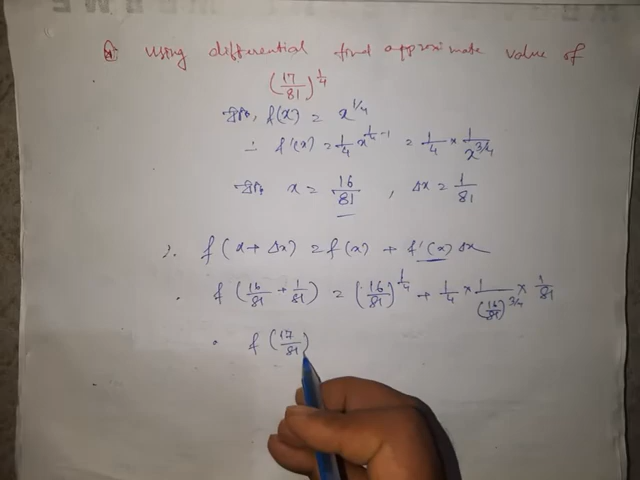 Q. Using differential find approximate value of
(17/81)^1/4
ধরি, f(x) = x^1/4
∴ f'(x) = 1/4 x^1/4-1 = 1/4 × 1/x^3/4
ধরি x = 16/81 , Δx = 1/81
∴ f(x+Δx) = f(x) + f'(x) Δx
f(16/81 + 1/81) = (16/81)^1/4 + 1/4 × 1/(16/81)^3/4 × 1/81
f(17/81)